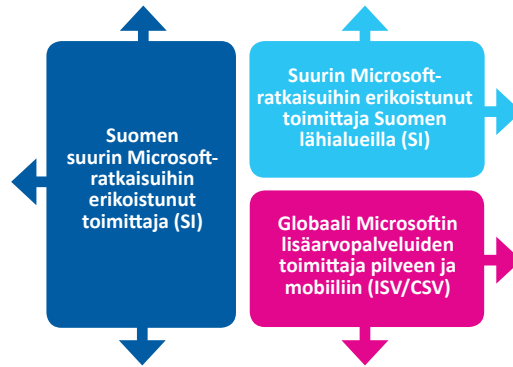 Suomen
suurin Microsoft-
ratkaisuihin
erikoistunut
toimittaja (SI)
Suurin Microsoft-
ratkaisuihin erikoistunut
toimittaja Suomen
lähialueilla (SI)
Globaali Microsoftin
lisäarvopalveluiden
toimittaja pilveen ja
mobiiliin (ISV/CSV)